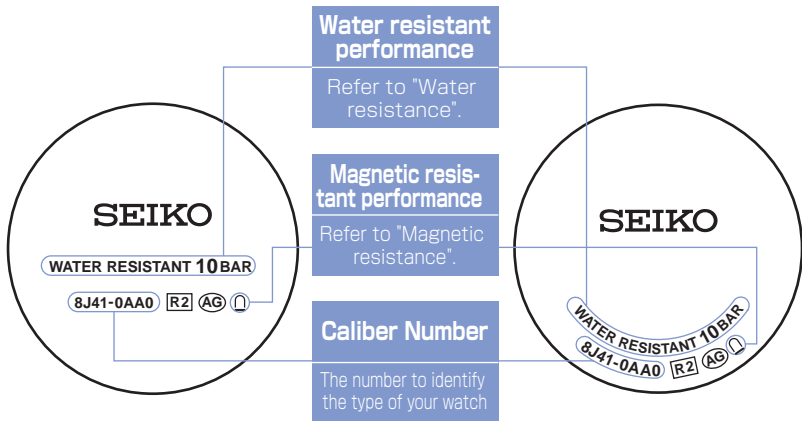 Water resistant
performance
Refer to "Water
resistance".
SEIKO
WATER RESISTANT 10 BAR
8J41-0AA0 R2 AG
Magnetic resis-
tant performance
Refer to "Magnetic
resistance".
Caliber Number
The number to identify
the type of your watch
SEIKO
WATER RESISTANT 10 BAR
8J41-0AA0 R2 AG